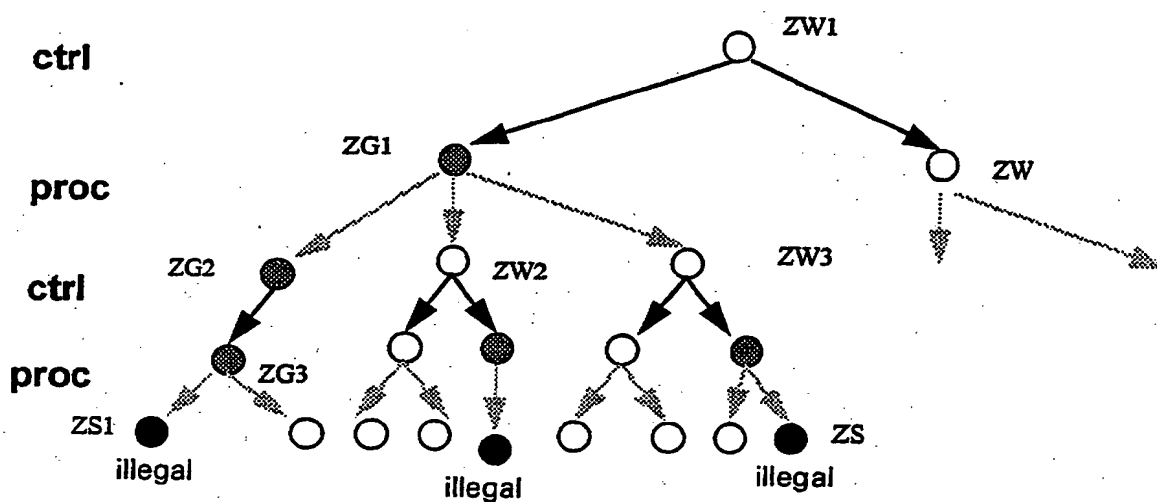 ZW1
ctrl
ZG1
ZW
proc
ZG2
ZW2
ZW3
ctrl
proc
ZG3
ZS1
ZS
illegal
illegal
illegal